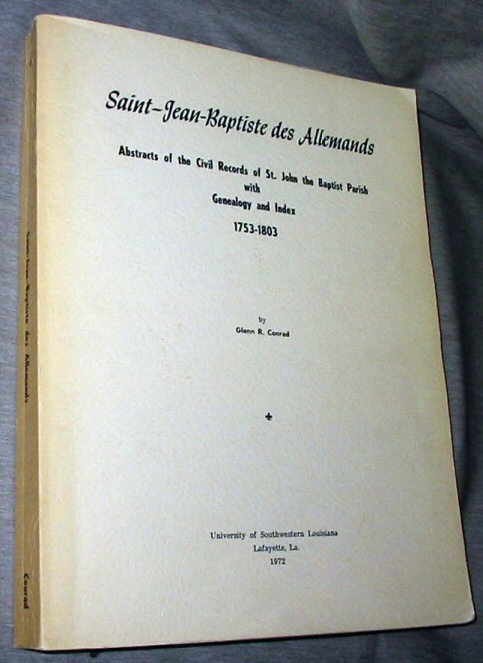 Saint-Jean-Baptiste des Allemands
Abstracts of the Civil Records of St. John the Baptist Parish
with
Genealogy and Index
1753-1803
by
Glenn R. Conrad
University of Southwestern Louisiana
Lafayette, La.
1972
Saint-Jean-Baptiste des Allemands
Conrad